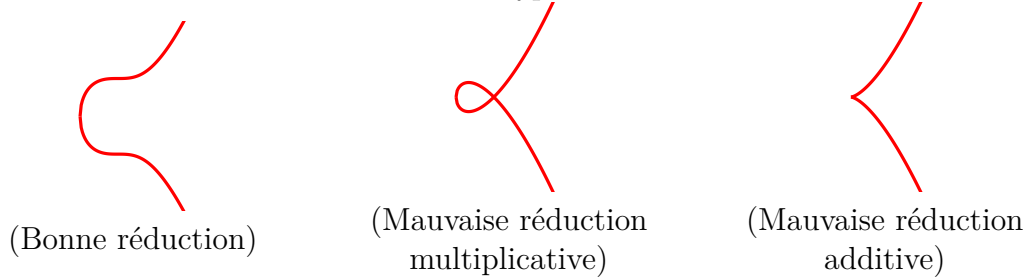 (Bonne réduction)
(Mauvaise réduction
multiplicative)
(Mauvaise réduction
additive)